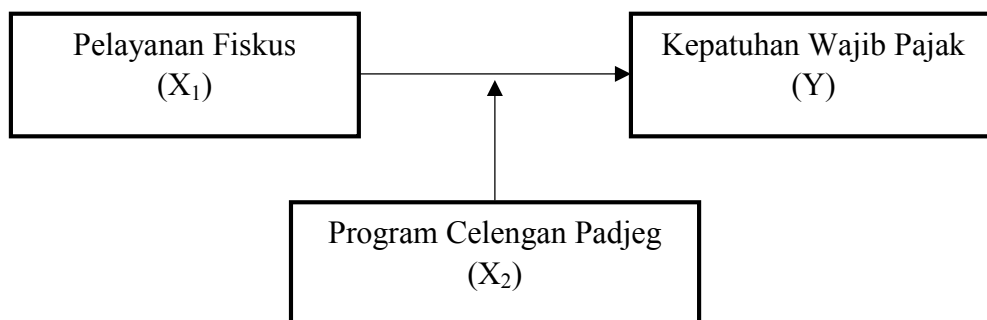 Pelayanan Fiskus
(X₁)
Kepatuhan Wajib Pajak
(Y)
Program Celengan Padjeg
(X₂)